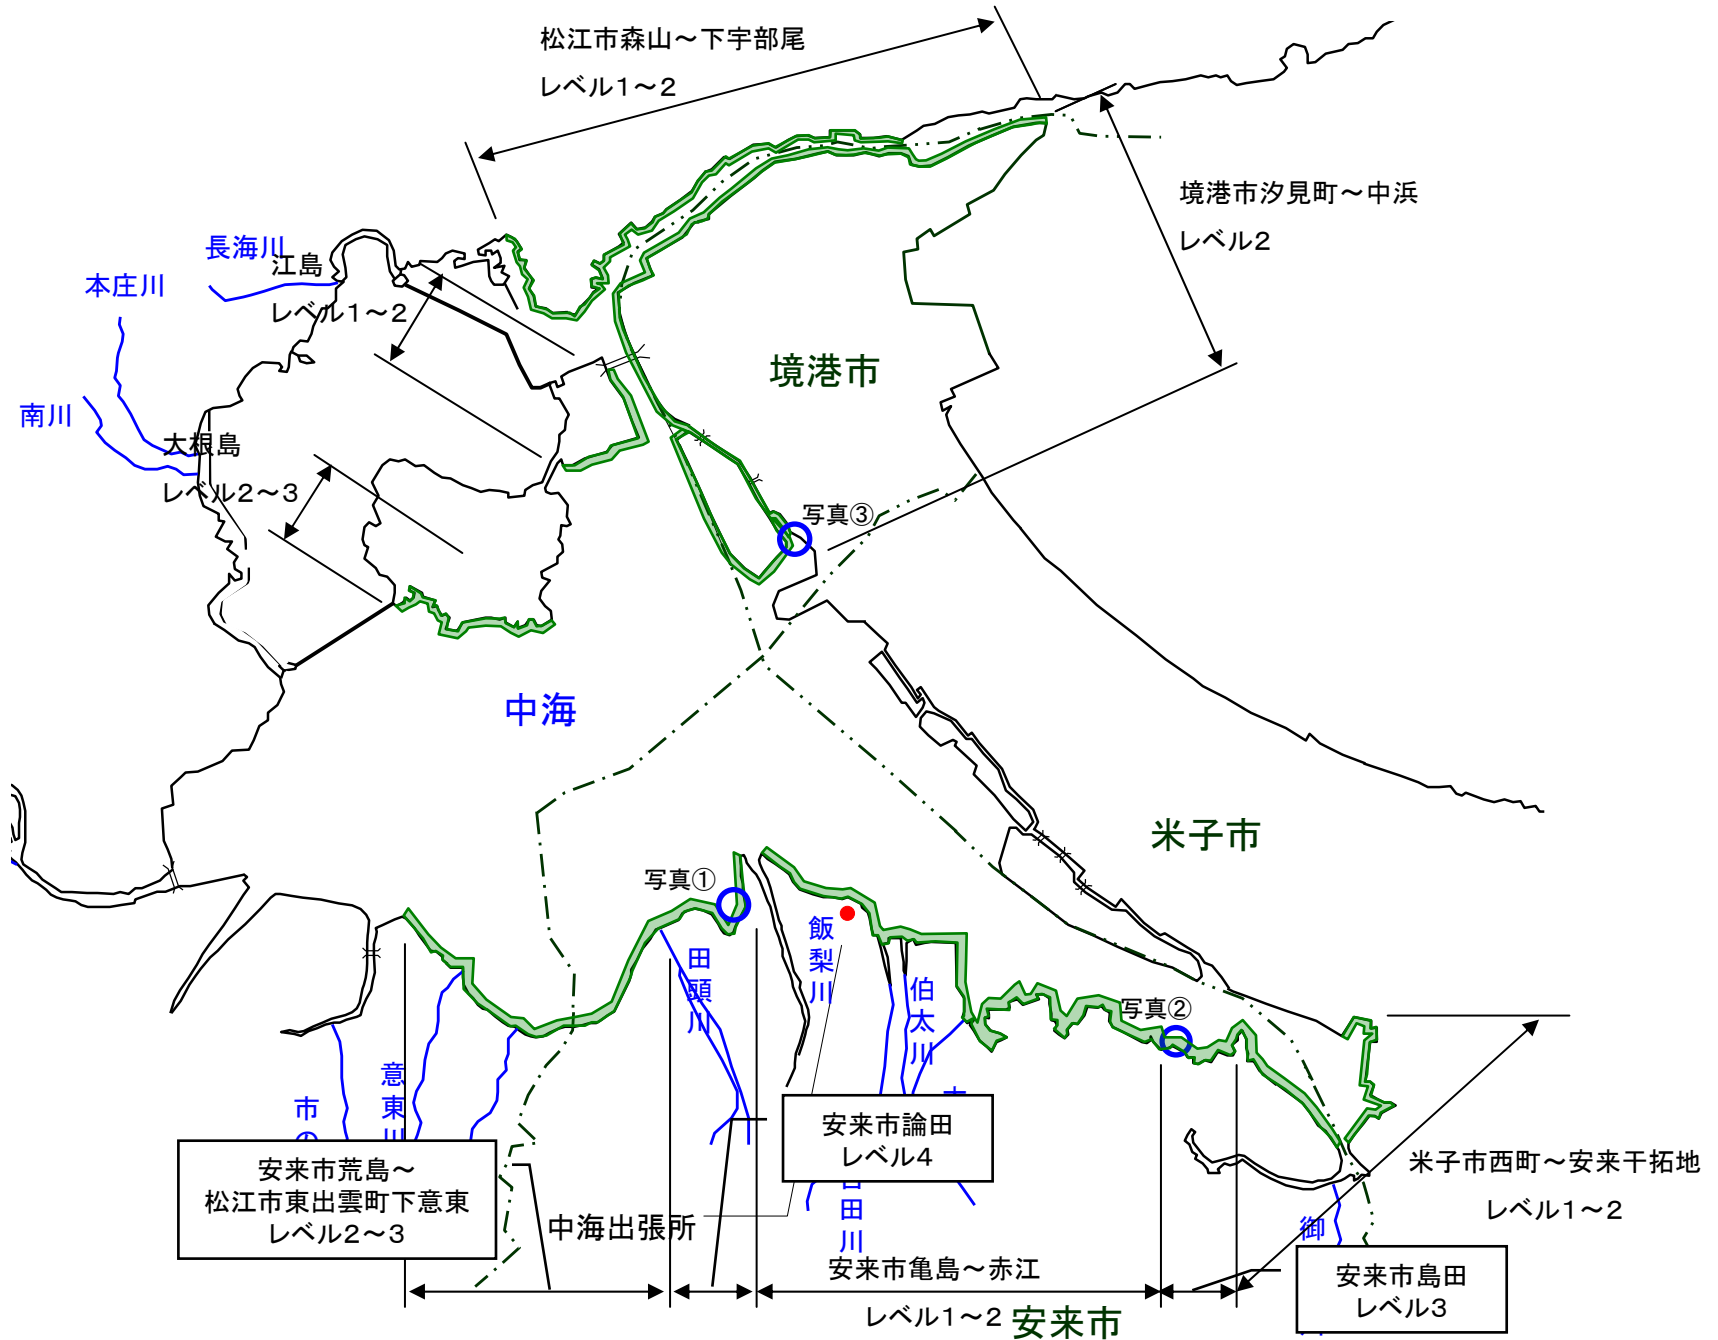 松江市森山～下宇部尾
レベル1～2
境港市汐見町～中浜
レベル2
長海川
江島
レベル1～2
本庄川
南川
大根島
レベル2～3
境港市
写真③
中海
米子市
写真①
飯梨川
田頭川
伯太川
写真②
意東川
市の
安来市論田
レベル4
田川
安来市荒島～
松江市東出雲町下意東
レベル2～3
中海出張所
米子市西町～安来干拓地
レベル1～2
御
安来市亀島～赤江
レベル1～2
安来市
安来市島田
レベル3